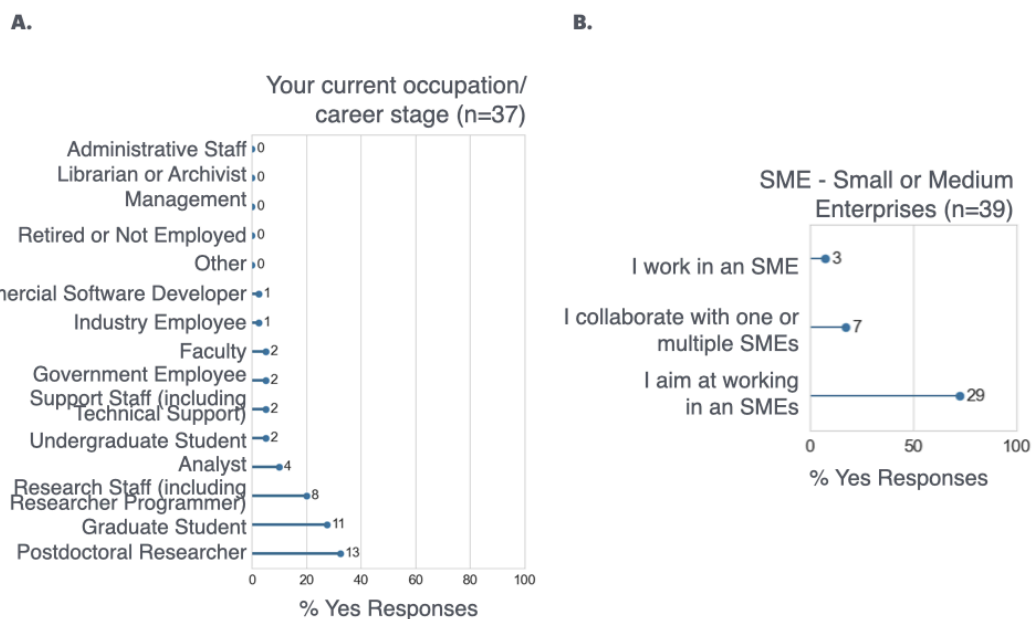 A.
B.
Your current occupation/
career stage (n=37)
Administrative Staff 0
Librarian or Archivist 0
Management 0
Retired or Not Employed 0
Other 0
mercial Software Developer 1
Industry Employee 1
Faculty 2
Government Employee 2
Support Staff (including
Technical Support) 2
Undergraduate Student 2
Analyst 4
Research Staff (including
Researcher Programmer) 8
Graduate Student 11
Postdoctoral Researcher 13
0 20 40 60 80 100
% Yes Responses
SME - Small or Medium
Enterprises (n=39)
I work in an SME 3
I collaborate with one or
multiple SMEs 7
I aim at working
in an SMEs 29
0 50 100
% Yes Responses